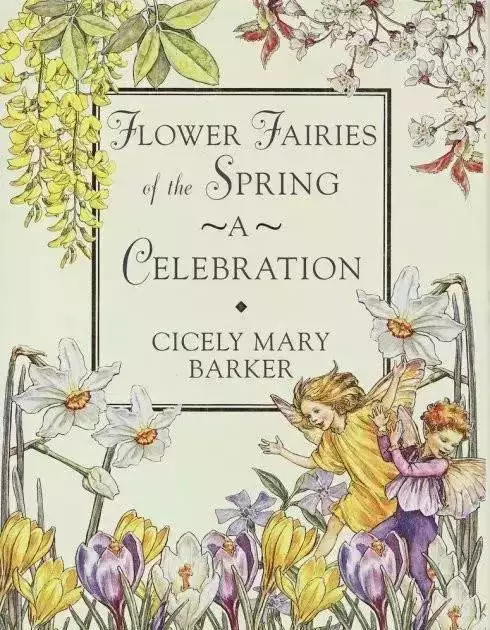 FLOWER FAIRIES
of the SPRING
~A~
CELEBRATION
CICELY MARY
BARKER